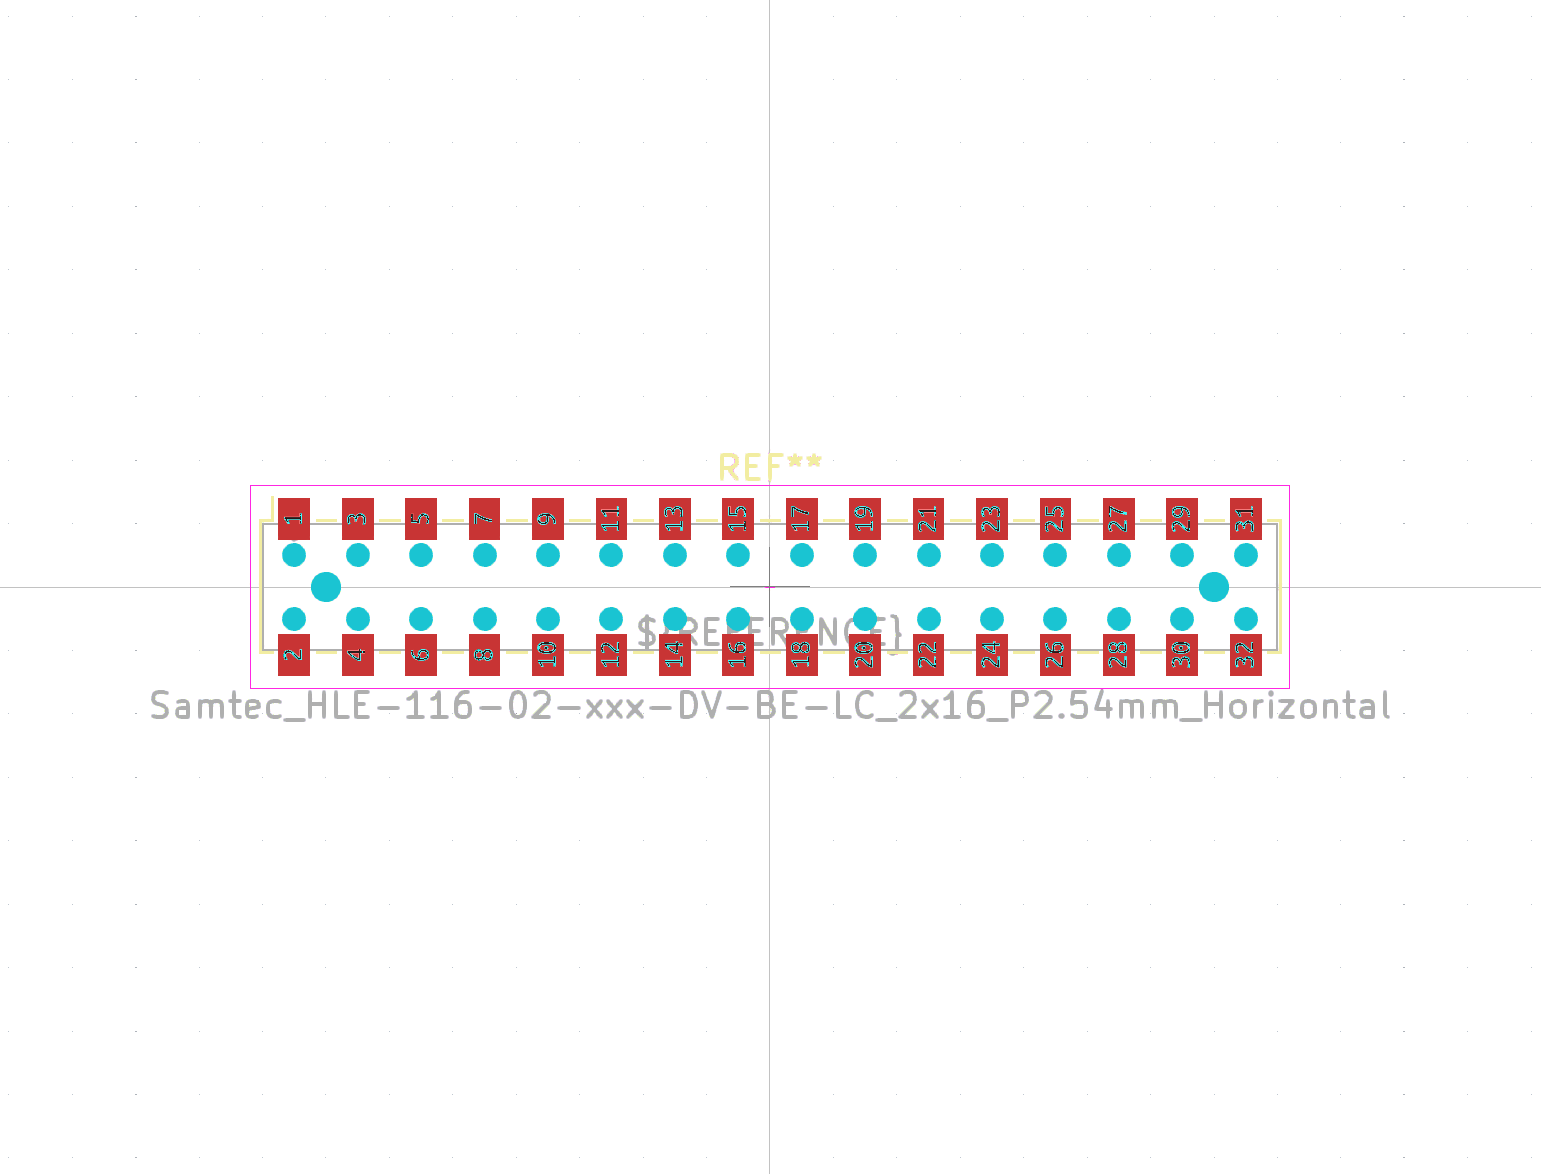 REF**
1 3 5 7 9 11 13 15 17 19 21 23 25 27 29 31
${REFERENCE}
2 4 6 8 10 12 14 16 18 20 22 24 26 28 30 32
Samtec_HLE-116-02-xxx-DV-BE-LC_2x16_P2.54mm_Horizontal